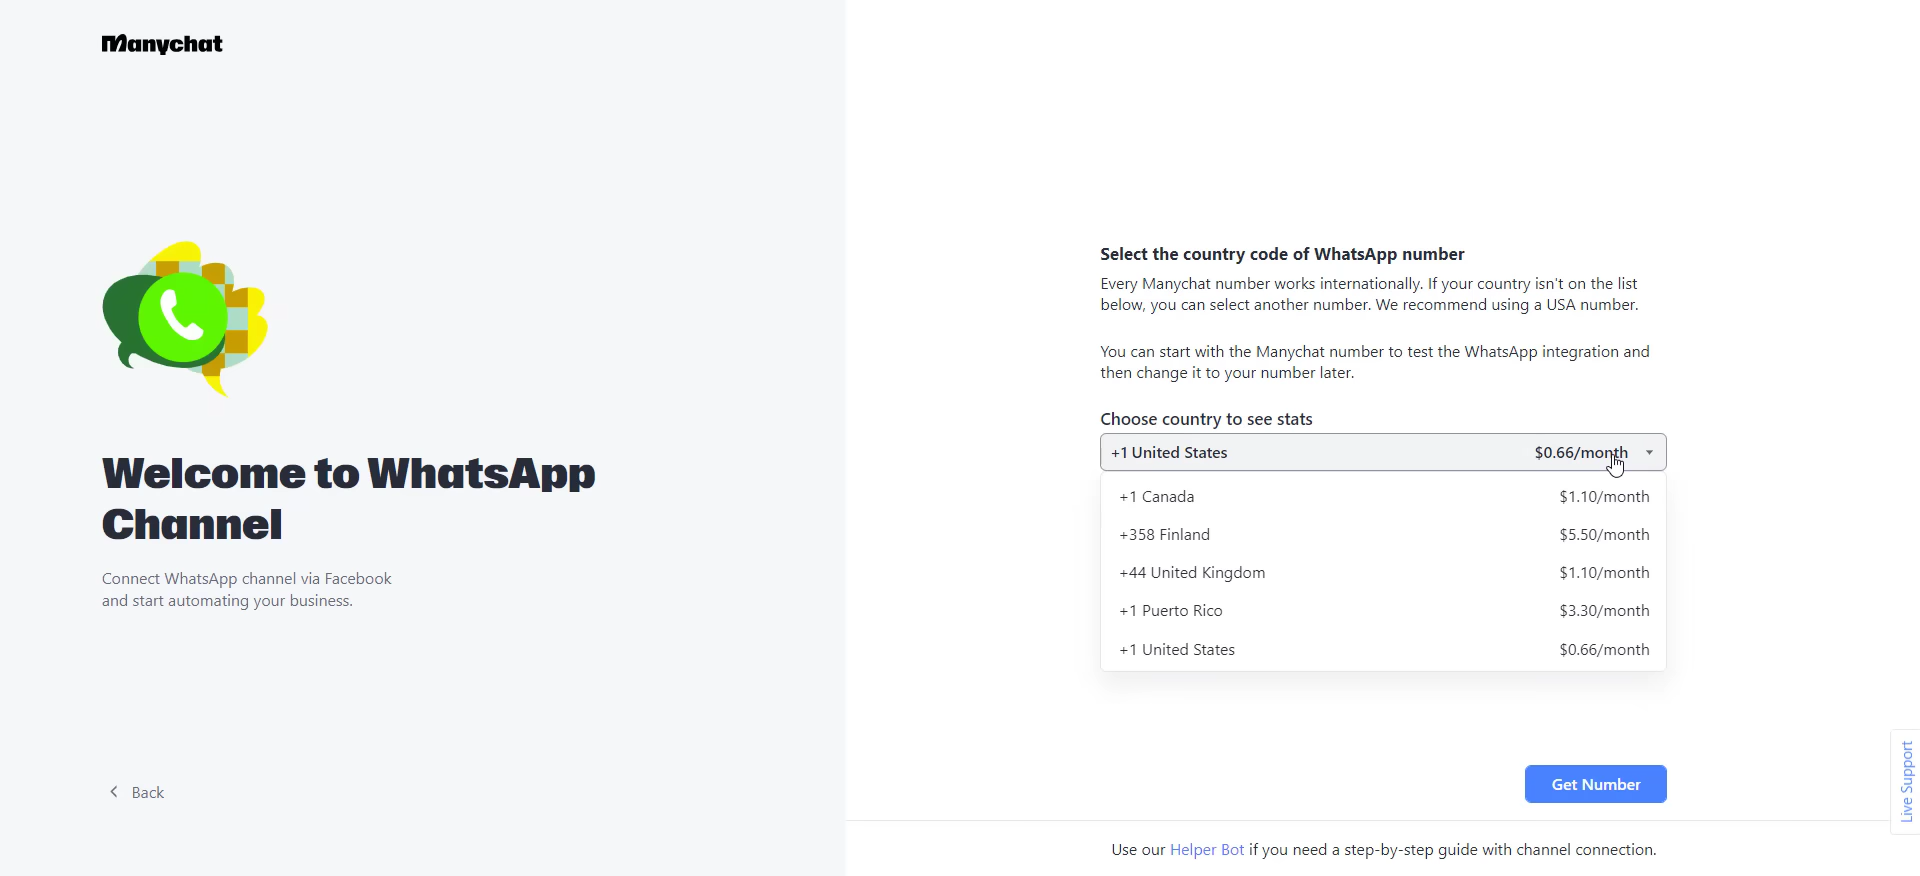 Manychat
Welcome to WhatsApp
Channel
Connect WhatsApp channel via Facebook
and start automating your business.
Back
Select the country code of WhatsApp number
Every Manychat number works internationally. If your country isn't on the list
below, you can select another number. We recommend using a USA number.
You can start with the Manychat number to test the WhatsApp integration and
then change it to your number later.
Choose country to see stats
+1 United States $0.66/month
+1 Canada $1.10/month
+358 Finland $5.50/month
+44 United Kingdom $1.10/month
+1 Puerto Rico $3.30/month
+1 United States $0.66/month
Get Number
Live Support
Use our Helper Bot if you need a step-by-step guide with channel connection.